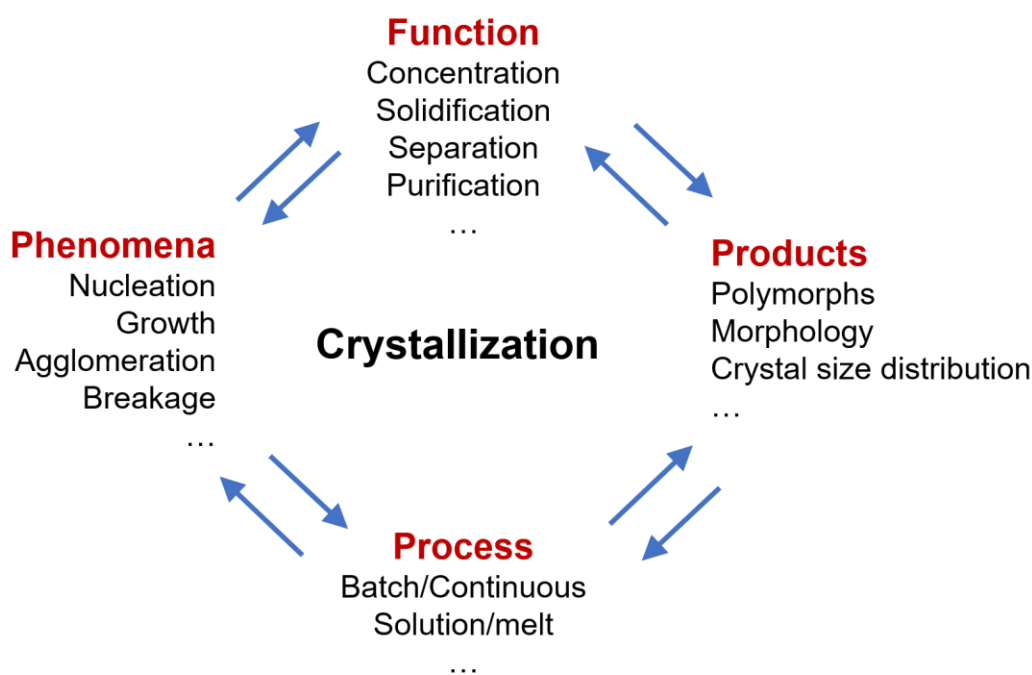 Function
Concentration
Solidification
Separation
Purification
…
Phenomena
Nucleation
Growth
Agglomeration
Breakage
…
Crystallization
Products
Polymorphs
Morphology
Crystal size distribution
…
Process
Batch/Continuous
Solution/melt
…